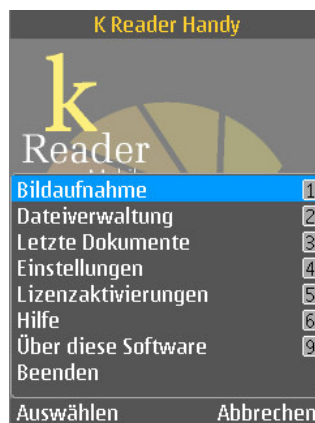 K Reader Handy
k
Reader
Bildaufnahme 1
Dateiverwaltung 2
Letzte Dokumente 3
Einstellungen 4
Lizenzaktivierungen 5
Hilfe 6
Über diese Software 9
Beenden
Auswählen Abbrechen